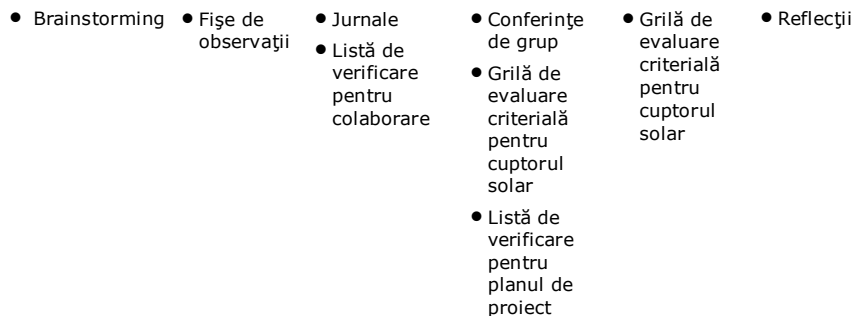 • Brainstorming
• Fişe de
observaţii
• Jurnale
• Listă de
verificare
pentru
colaborare
• Conferinţe
de grup
• Grilă de
evaluare
criterială
pentru
cuptorul
solar
• Listă de
verificare
pentru
planul de
proiect
• Grilă de
evaluare
criterială
pentru
cuptorul
solar
• Reflecţii